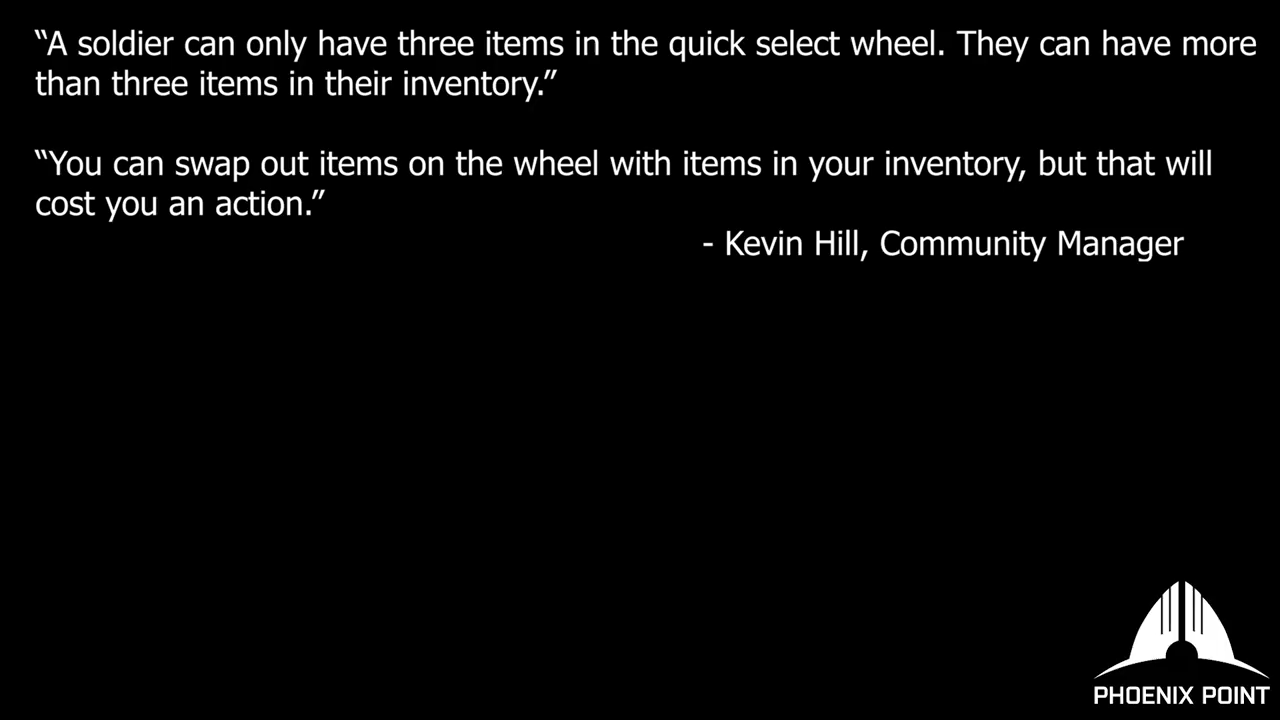 “A soldier can only have three items in the quick select wheel. They can have more
than three items in their inventory.”
“You can swap out items on the wheel with items in your inventory, but that will
cost you an action.”
- Kevin Hill, Community Manager
PHOENIX POINT